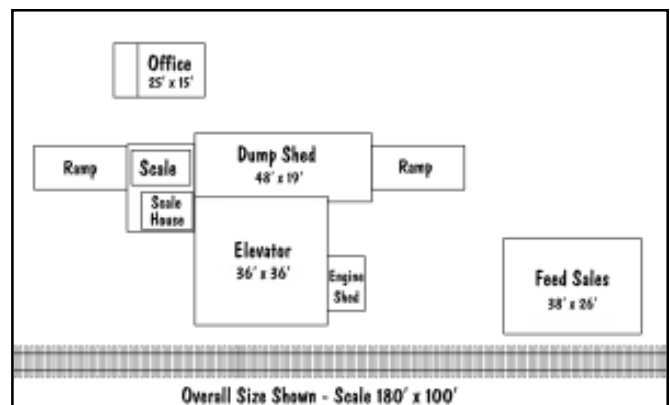 Office
25' x 15'
Ramp
Scale
Dump Shed
48' x 19'
Ramp
Scale
House
Elevator
36' x 36'
Engine
Shed
Feed Sales
38' x 26'
Overall Size Shown - Scale 180' x 100'